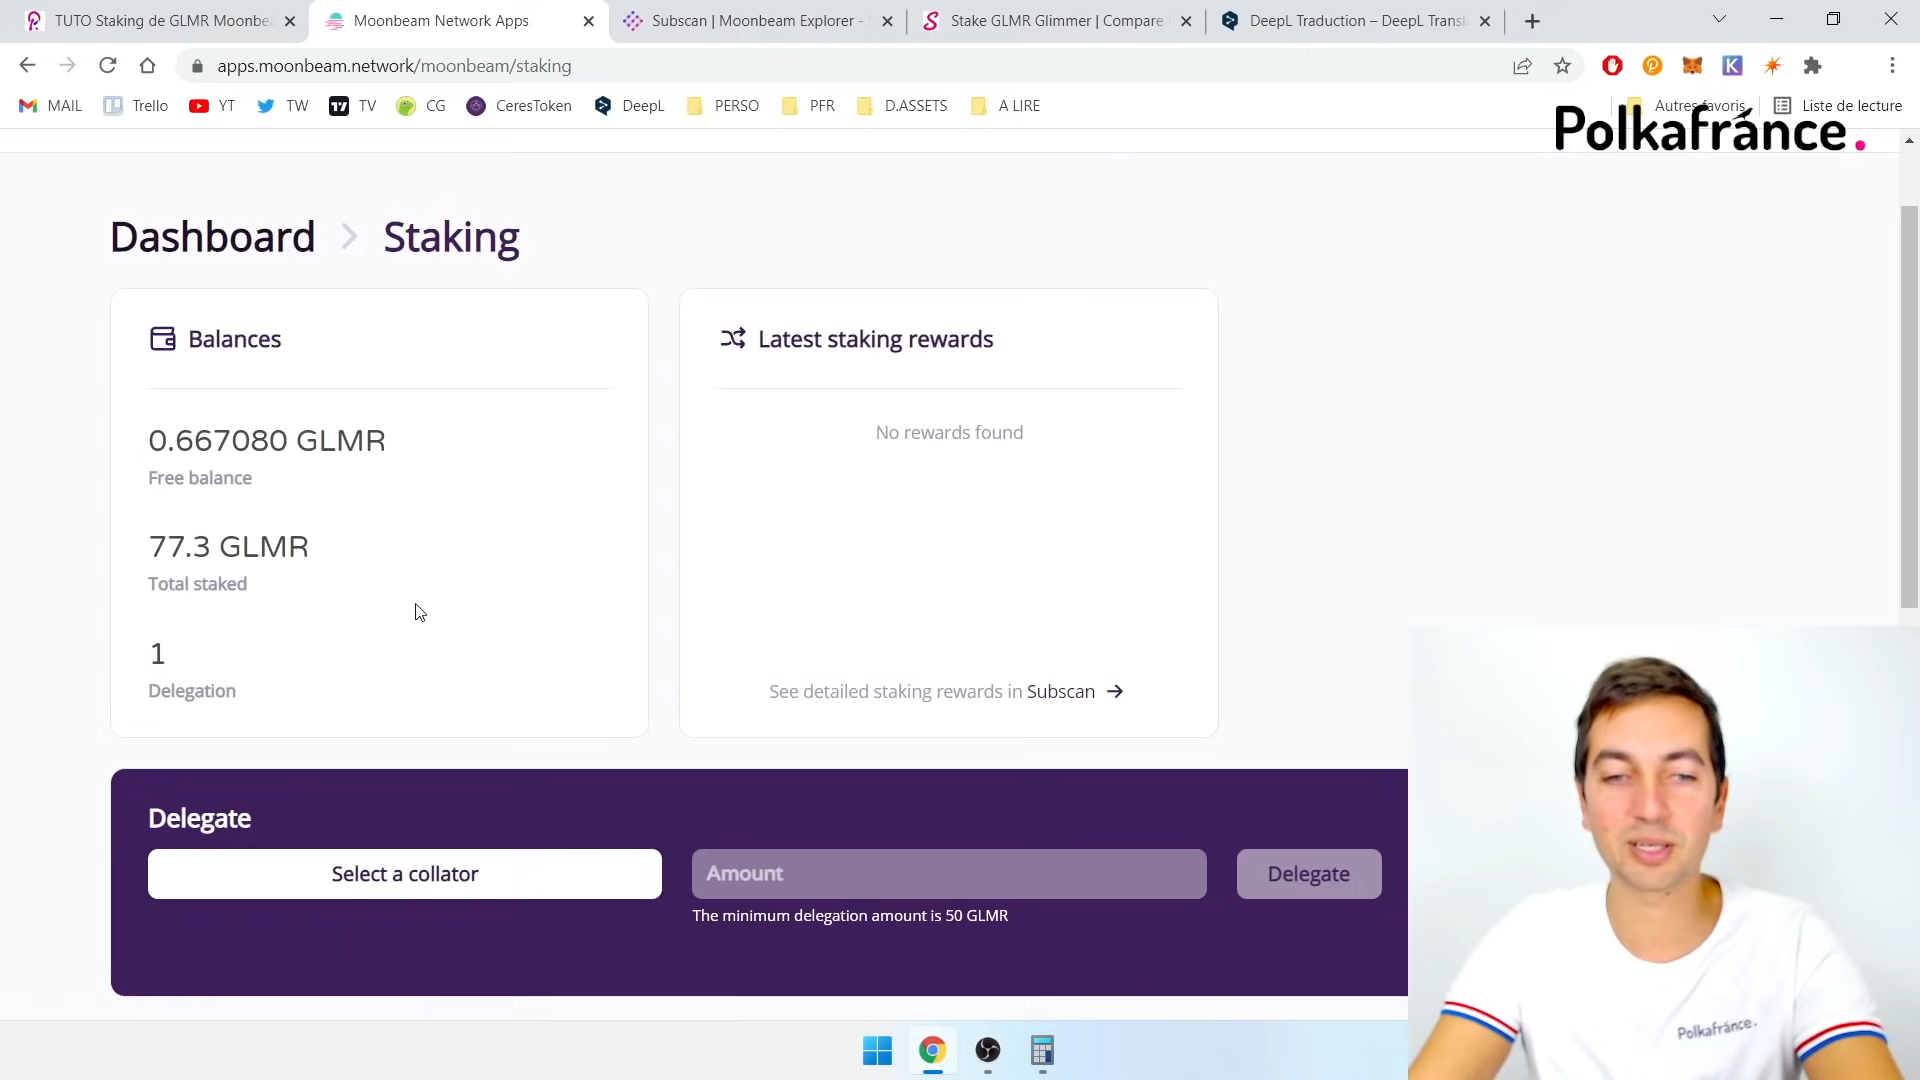 TUTO Staking de GLMR Moonbea
Moonbeam Network Apps
Subscan | Moonbeam Explorer -
Stake GLMR Glimmer | Compare
DeepL Traduction – DeepL Transl
apps.moonbeam.network/moonbeam/staking
MAIL
Trello
YT
TW
TV
CG
CeresToken
DeepL
PERSO
PFR
D.ASSETS
A LIRE
Autres favoris
Liste de lecture
Polkafránce.
Dashboard > Staking
Balances
0.667080 GLMR
Free balance
77.3 GLMR
Total staked
1
Delegation
Latest staking rewards
No rewards found
See detailed staking rewards in Subscan →
Delegate
Select a collator
Amount
Delegate
The minimum delegation amount is 50 GLMR
Polkafránce.